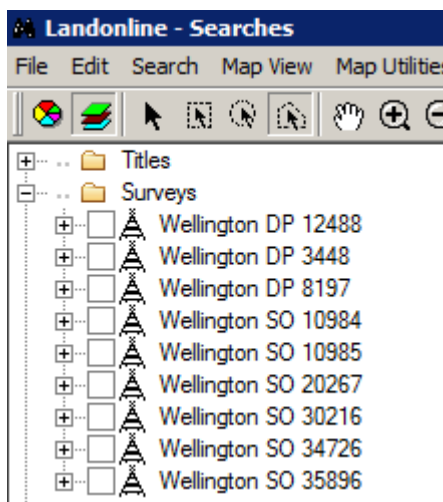 Landonline - Searches
File Edit Search Map View Map Utilities
Titles
Surveys
Wellington DP 12488
Wellington DP 3448
Wellington DP 8197
Wellington SO 10984
Wellington SO 10985
Wellington SO 20267
Wellington SO 30216
Wellington SO 34726
Wellington SO 35896